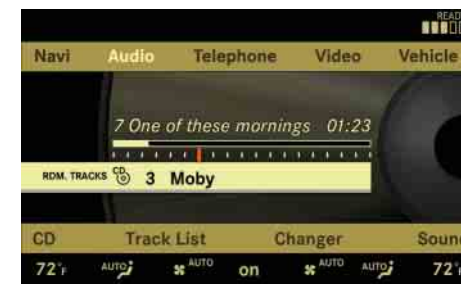 READ
Navi Audio Telephone Video Vehicle
7 One of these mornings 01:23
RDM. TRACKS CD 3 Moby
CD Track List Changer Soun
72°F AUTO AUTO on AUTO AUTO 72°